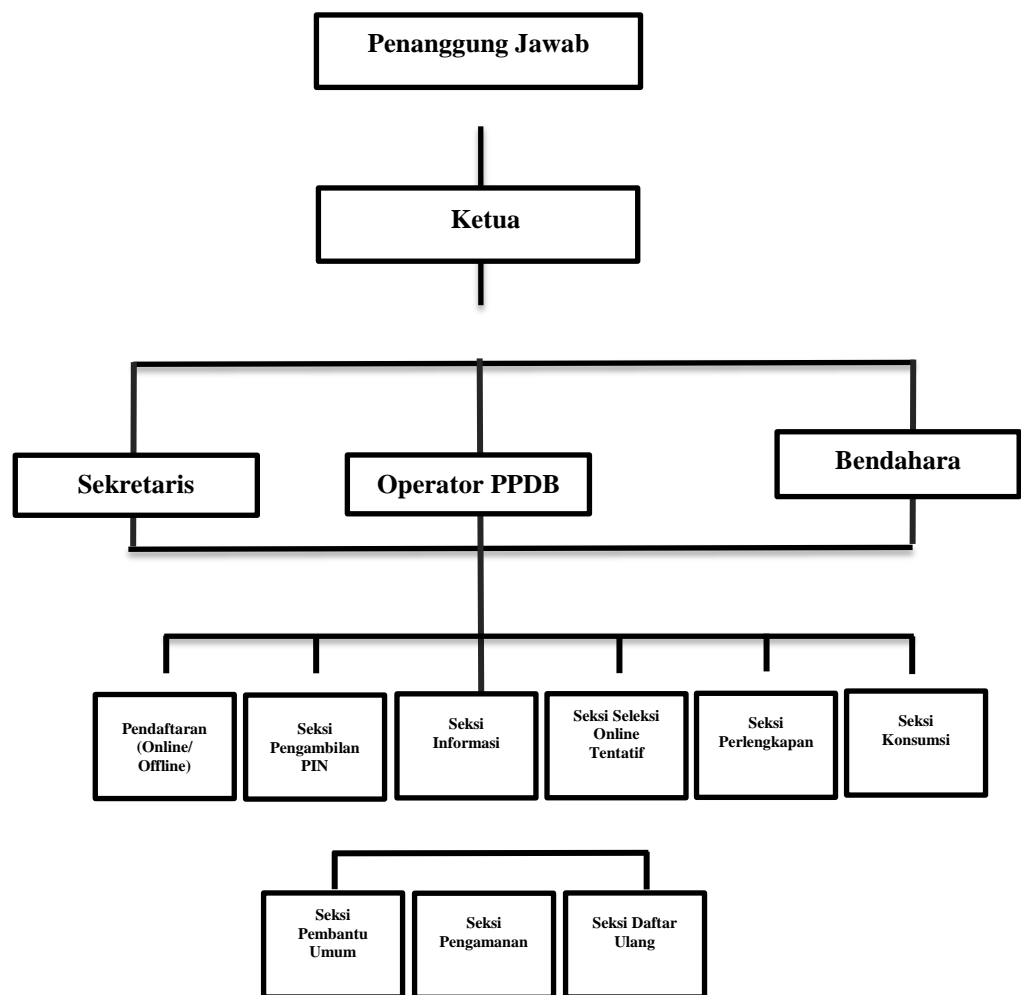 Penanggung Jawab
Ketua
Sekretaris
Operator PPDB
Bendahara
Pendaftaran
(Online/
Offline)
Seksi
Pengambilan
PIN
Seksi
Informasi
Seksi Seleksi
Online
Tentatif
Seksi
Perlengkapan
Seksi
Konsumsi
Seksi
Pembantu
Umum
Seksi
Pengamanan
Seksi Daftar
Ulang